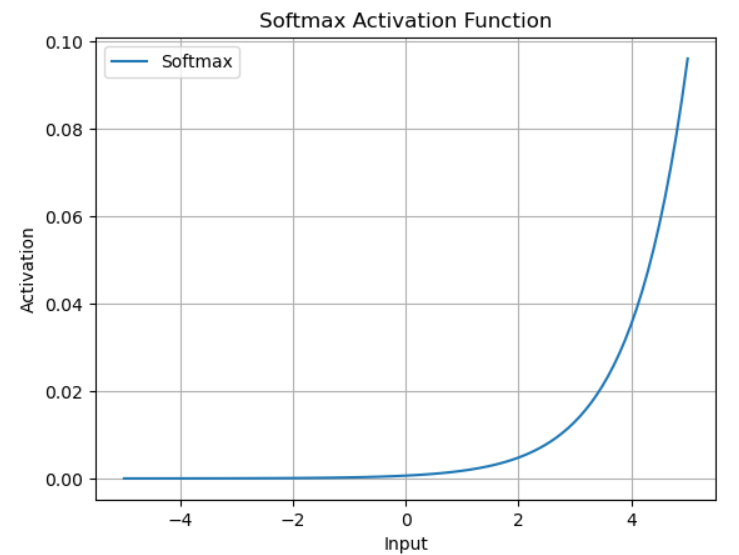 Softmax Activation Function
Softmax
0.10
0.08
0.06
0.04
0.02
0.00
Activation
−4
−2
0
2
4
Input